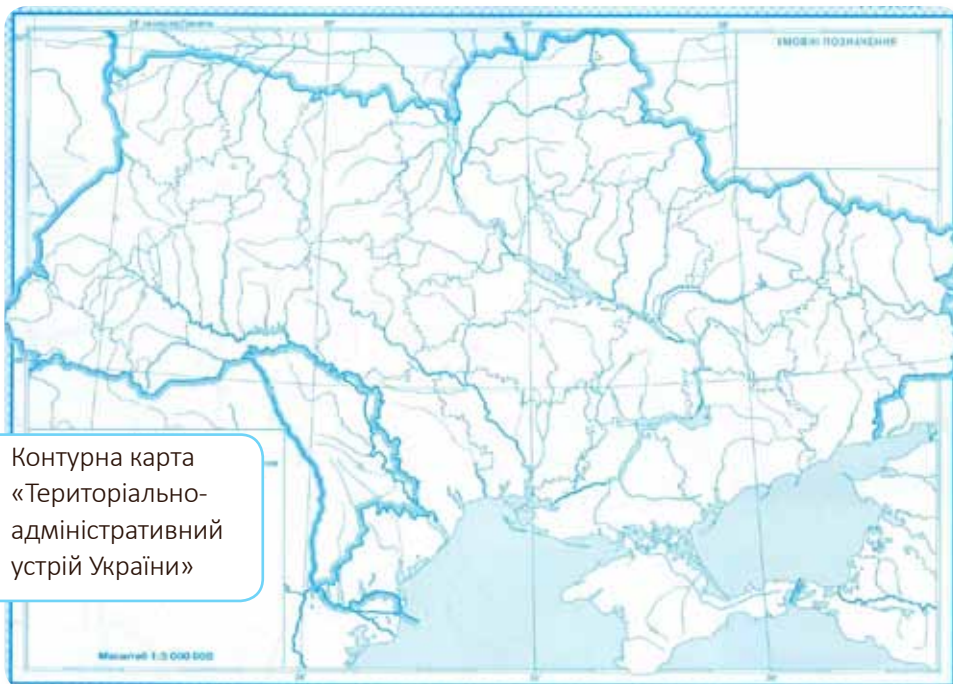 УМОВНІ ПОЗНАЧЕННЯ
Контурна карта
«Територіально-
адміністративний
устрій України»
Масштаб 1:3 000 000